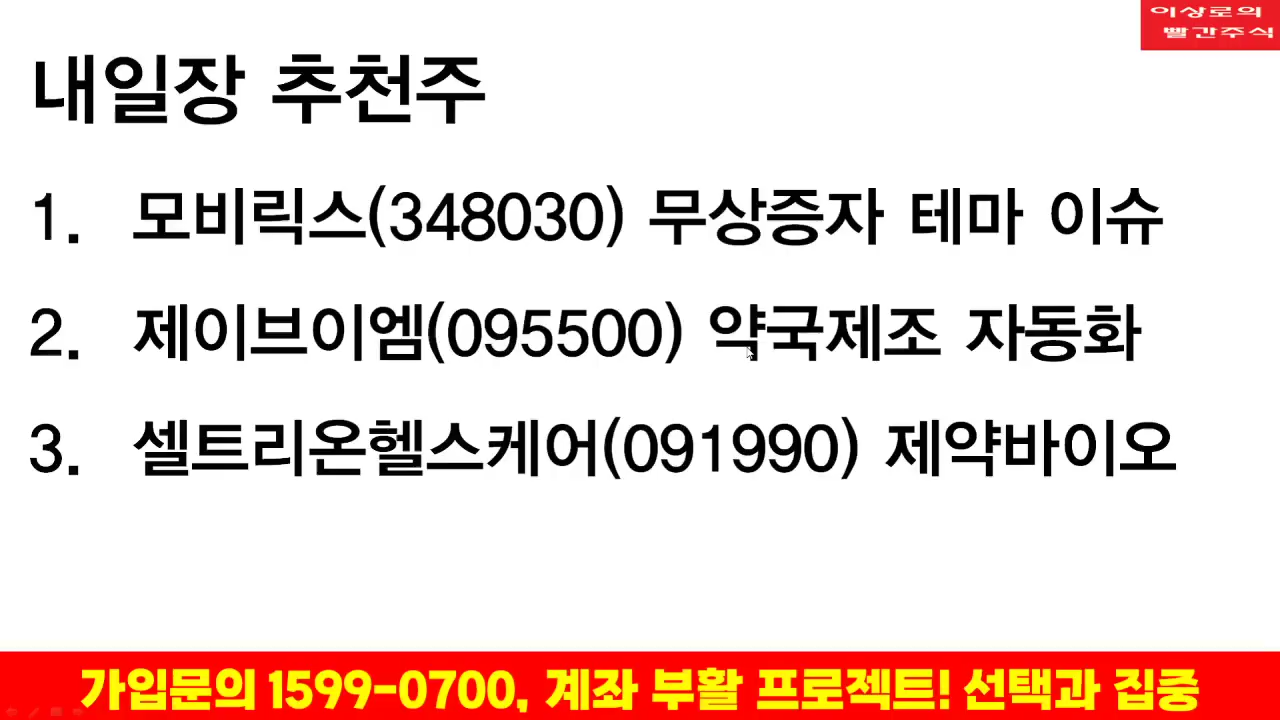 이상로의
빨간주식
내일장 추천주
1. 모비릭스(348030) 무상증자 테마 이슈
2. 제이브이엠(095500) 약국제조 자동화
3. 셀트리온헬스케어(091990) 제약바이오
가입문의 1599-0700, 계좌 부활 프로젝트! 선택과 집중